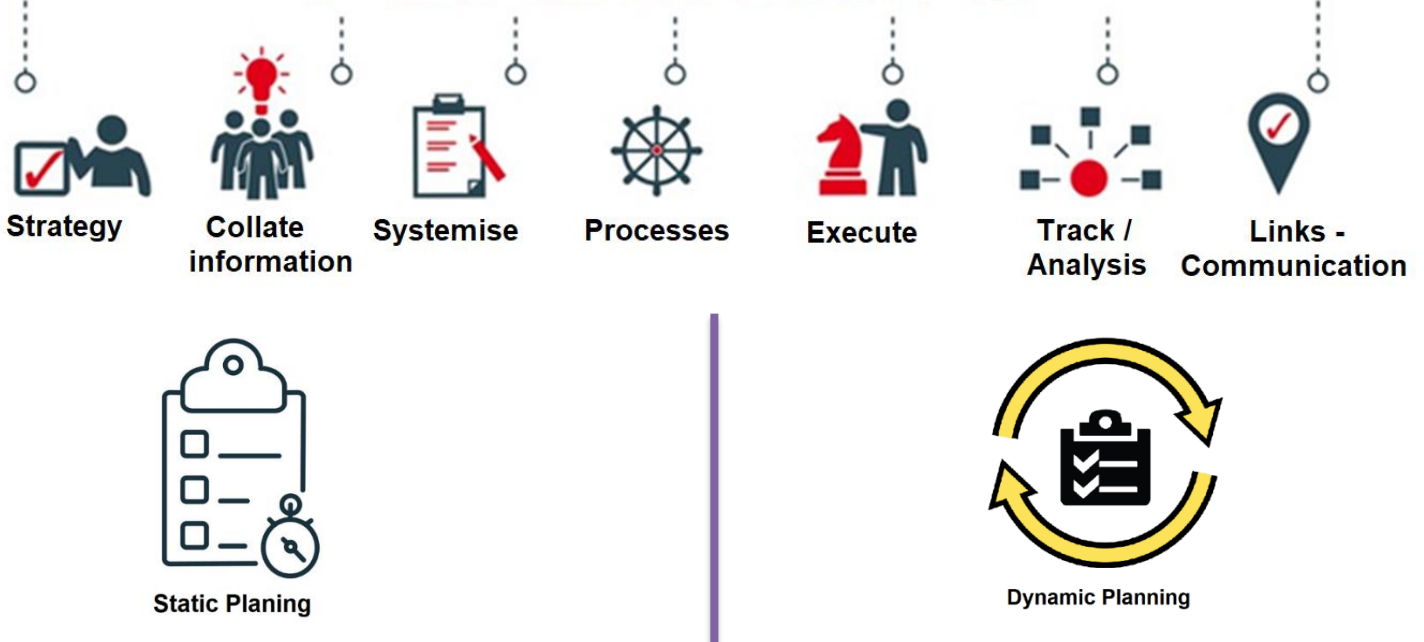 Strategy
Collate
information
Systemise
Processes
Execute
Track /
Analysis
Links -
Communication
Static Planing
Dynamic Planning